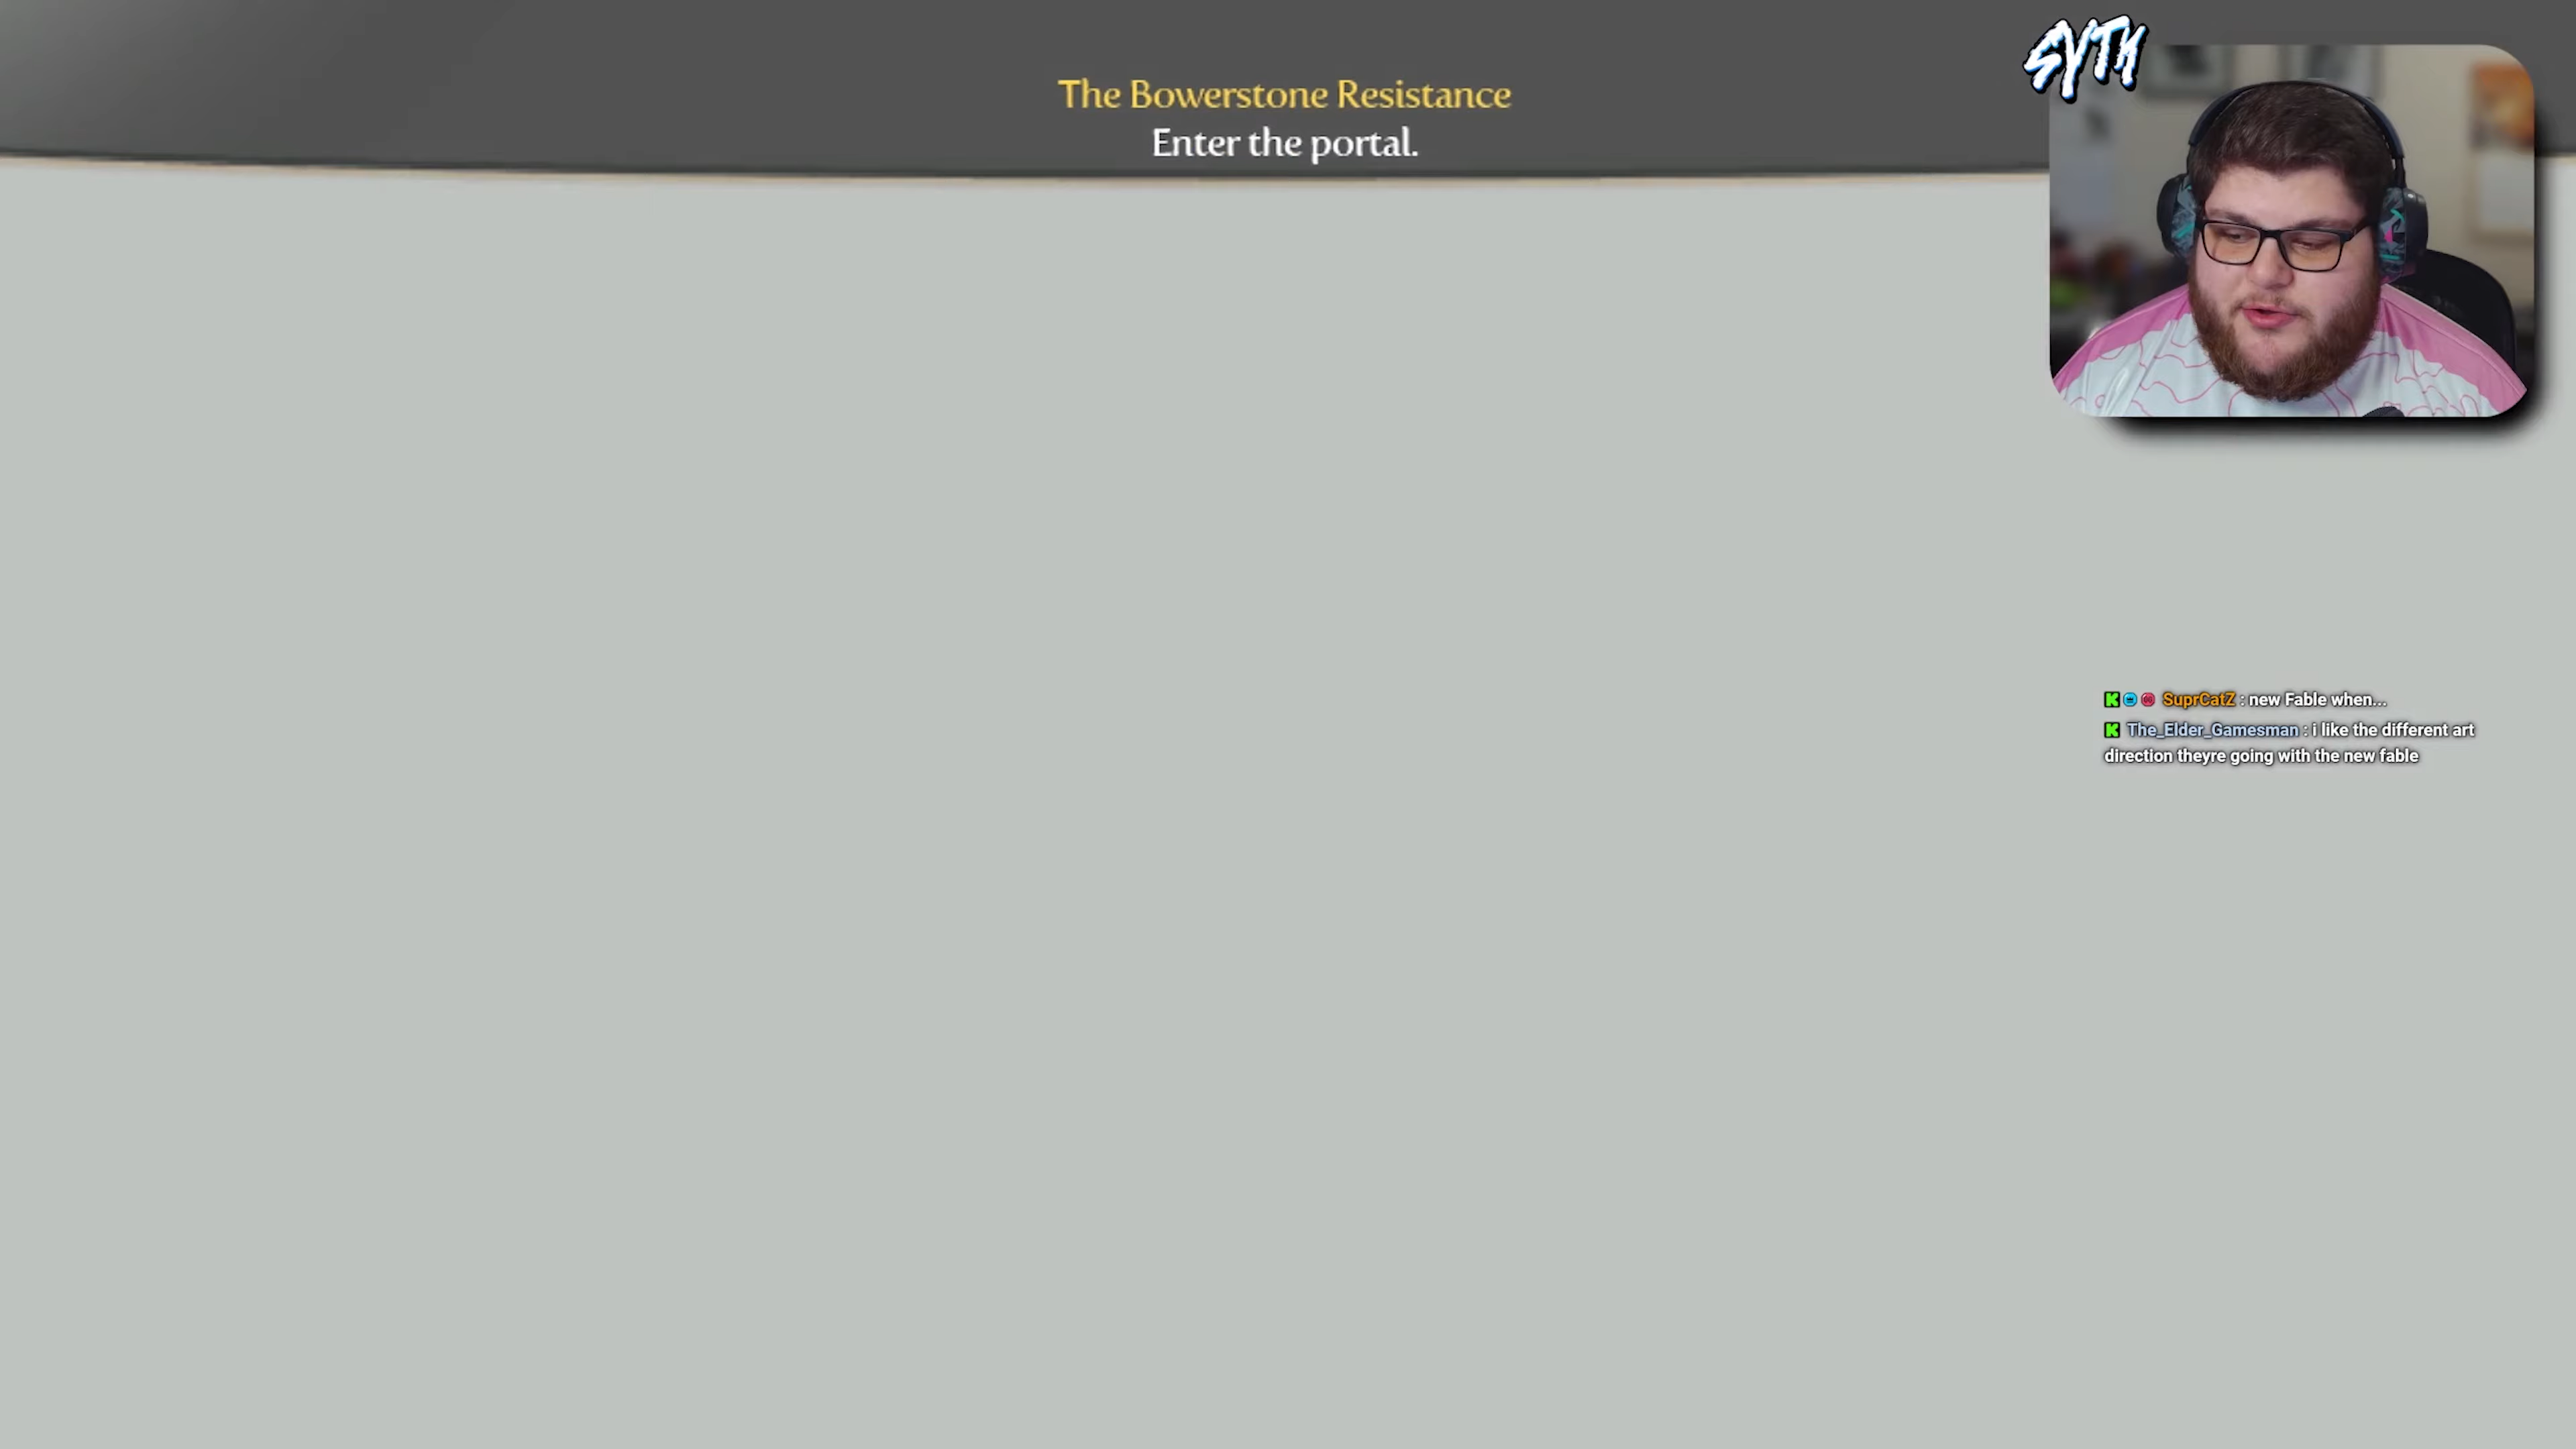 SYTH
The Bowerstone Resistance
Enter the portal.
SuprCatZ : new Fable when...
The_Elder_Gamesman : i like the different art
direction theyre going with the new fable